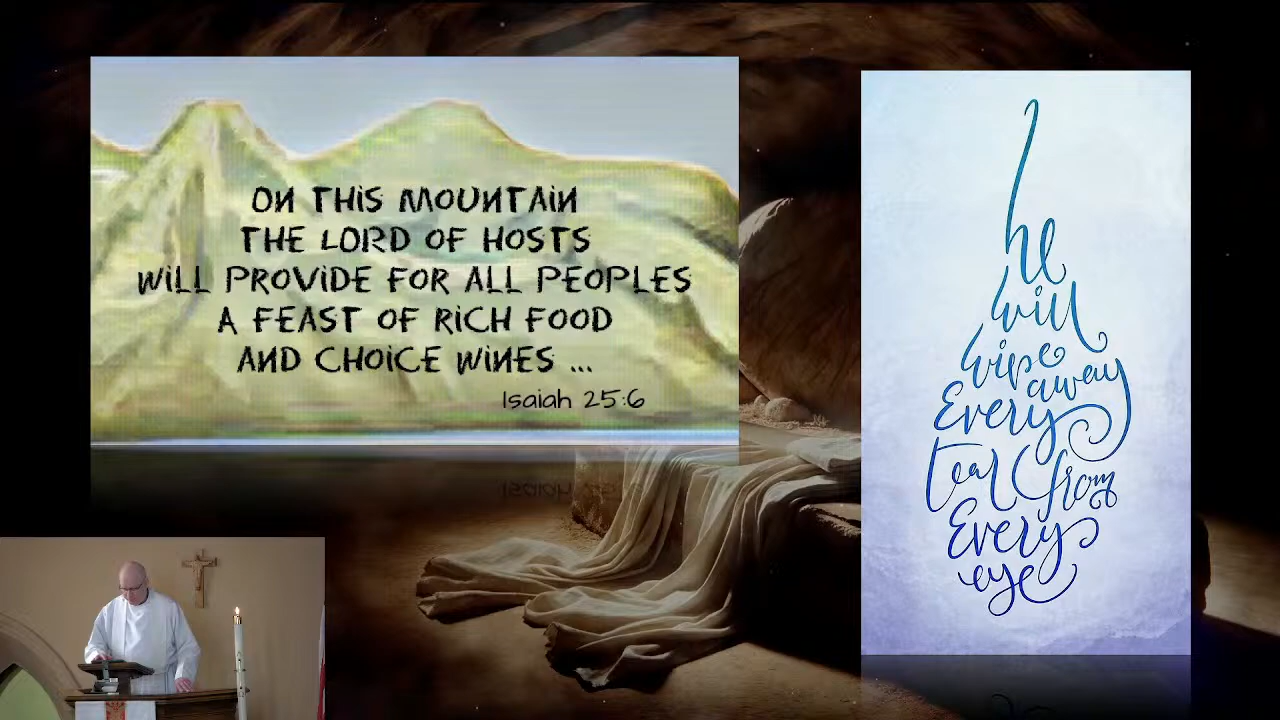 ON THIS MOUNTAIN
THE LORD OF HOSTS
WILL PROVIDE FOR ALL PEOPLES
A FEAST OF RICH FOOD
AND CHOICE WINES ...
Isaiah 25:6
he
will
wipe
away
Every
tear from
Every
eye